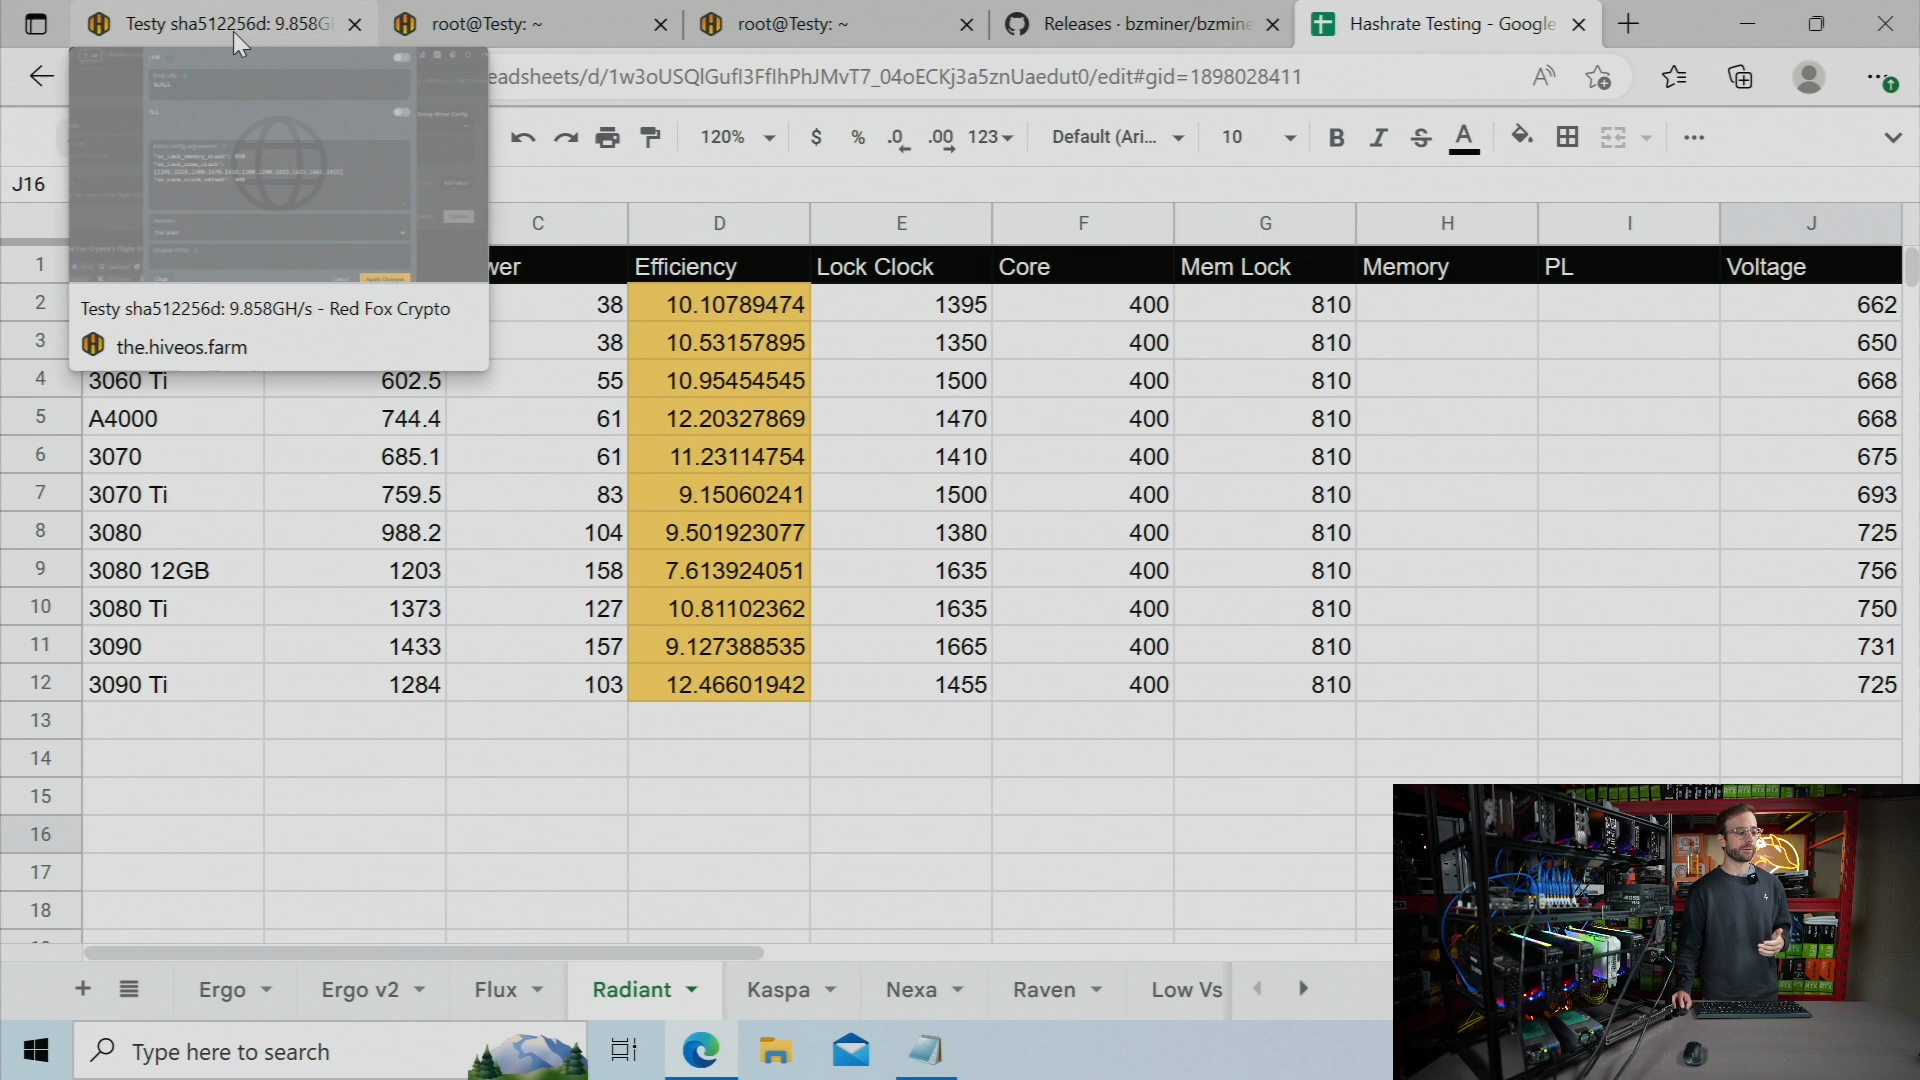 Testy sha512256d: 9.858G
root@Testy: ~
root@Testy: ~
Releases · bzminer/bzmine
Hashrate Testing - Google
eadsheets/d/1w3oUSQlGufI3FfIhPhJMvT7_04oECKj3a5znUaedut0/edit#gid=1898028411
120%
$
%
.0
.00
123
Default (Ari...
10
B
I
S
A
J16
C
D
E
F
G
H
I
J
1
wer
Efficiency
Lock Clock
Core
Mem Lock
Memory
PL
Voltage
2
38
10.10789474
1395
400
810
662
Testy sha512256d: 9.858GH/s - Red Fox Crypto
3
38
10.53157895
1350
400
810
650
the.hiveos.farm
4
3060 Ti
602.5
55
10.95454545
1500
400
810
668
5
A4000
744.4
61
12.20327869
1470
400
810
668
6
3070
685.1
61
11.23114754
1410
400
810
675
7
3070 Ti
759.5
83
9.15060241
1500
400
810
693
8
3080
988.2
104
9.501923077
1380
400
810
725
9
3080 12GB
1203
158
7.613924051
1635
400
810
756
10
3080 Ti
1373
127
10.81102362
1635
400
810
750
11
3090
1433
157
9.127388535
1665
400
810
731
12
3090 Ti
1284
103
12.46601942
1455
400
810
725
13
14
15
16
17
18
Ergo
Ergo v2
Flux
Radiant
Kaspa
Nexa
Raven
Low Vs
Type here to search